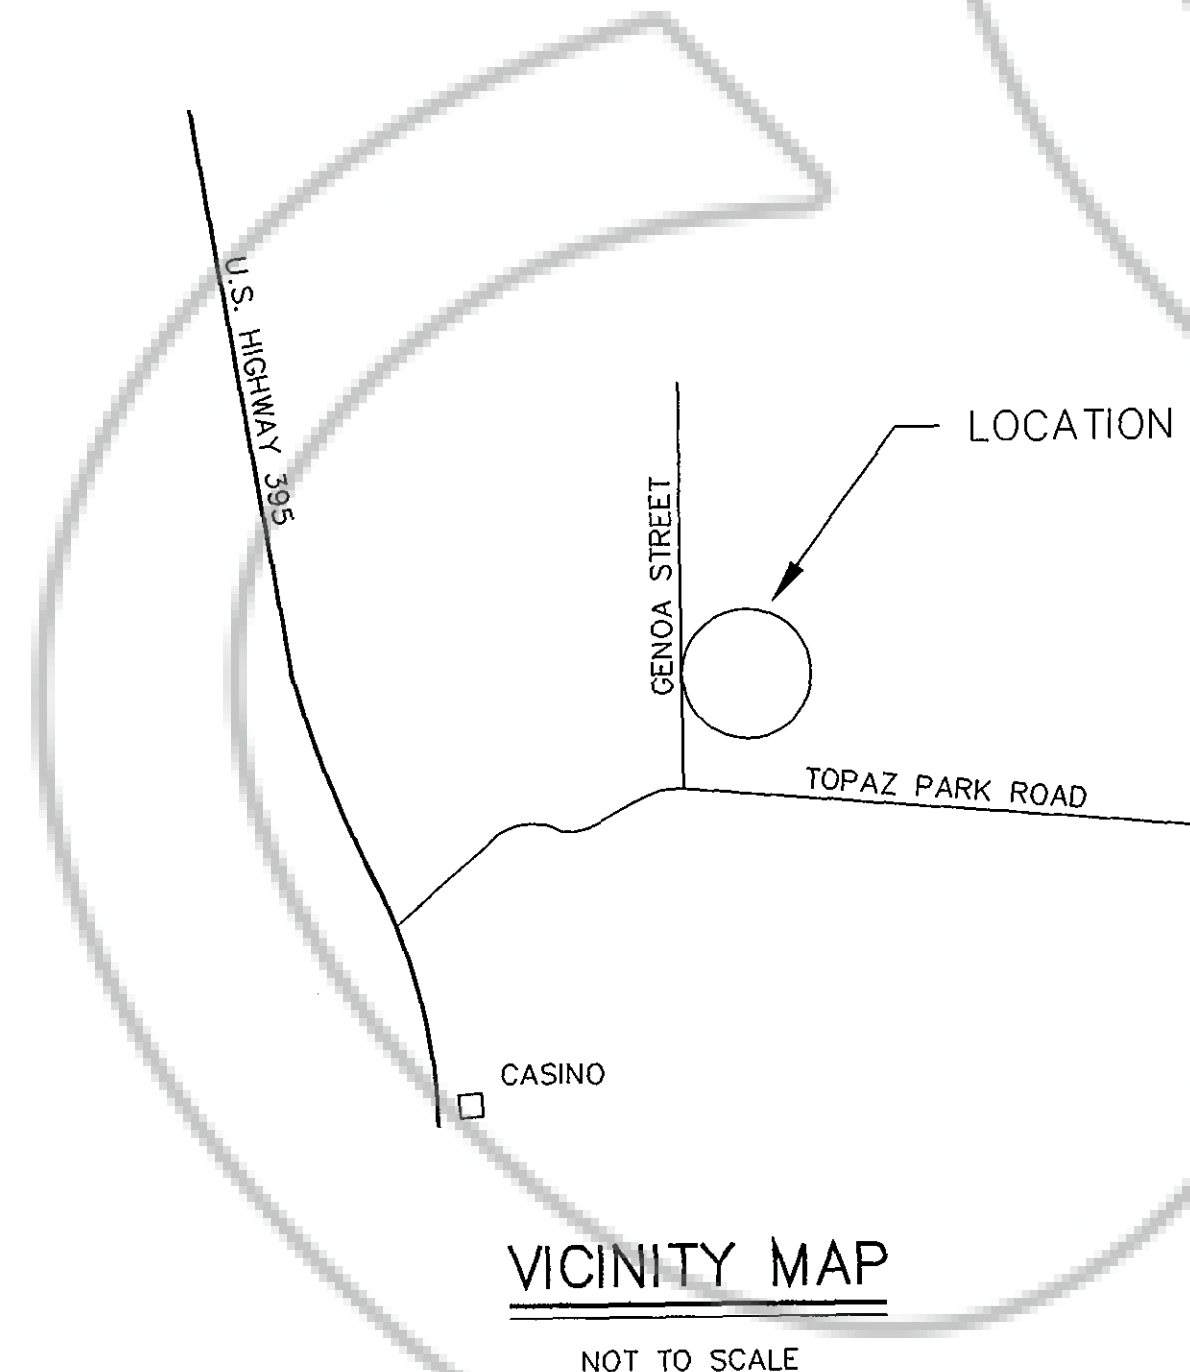 U.S. HIGHWAY 395
LOCATION
GENOA STREET
TOPAZ PARK ROAD
CASINO
VICINITY MAP
NOT TO SCALE